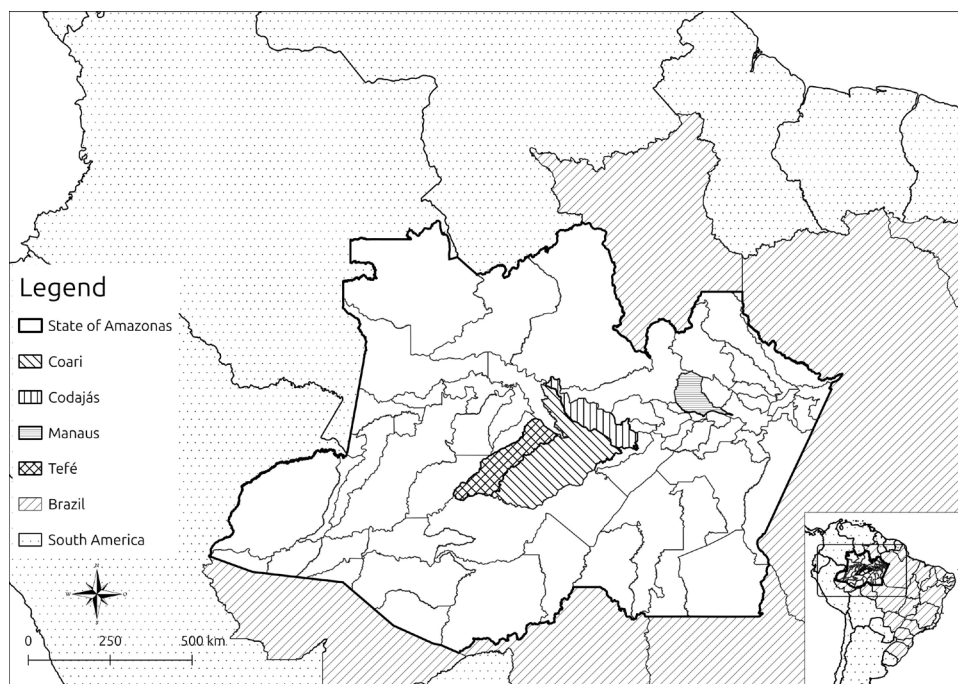 Legend
State of Amazonas
Coari
Codajás
Manaus
Tefé
Brazil
South America
0 250 500 km